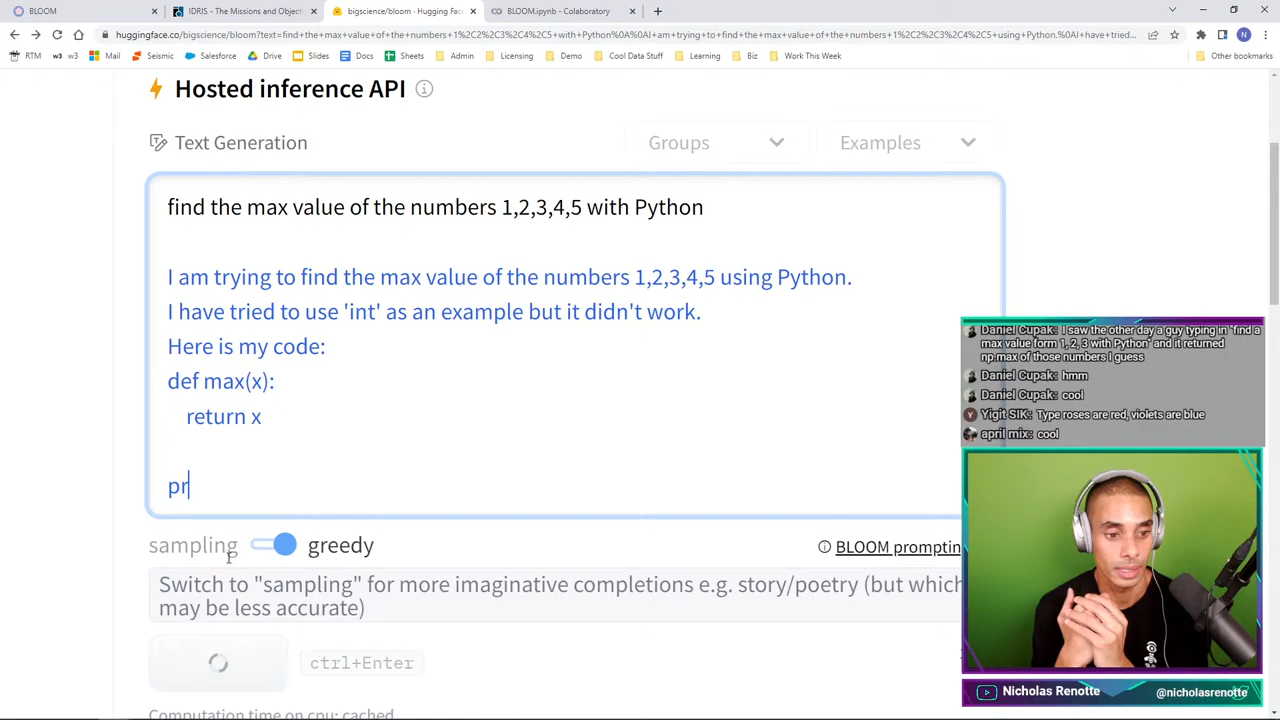 BLOOM
IDRIS - The Missions and Objecti
bigscience/bloom · Hugging Fac
BLOOM.ipynb - Colaboratory
huggingface.co/bigscience/bloom?text=find+the+max+value+of+the+numbers+1%2C2%2C3%2C4%2C5+with+Python%0A%0AI+am+trying+to+find+the+max+value+of+the+numbers+1%2C2%2C3%2C4%2C5+using+Python.%0AI+have+tried...
RTM
w3
Mail
Seismic
Salesforce
Drive
Slides
Docs
Sheets
Admin
Licensing
Demo
Cool Data Stuff
Learning
Biz
Work This Week
Other bookmarks
Hosted inference API
Text Generation
Groups
Examples
find the max value of the numbers 1,2,3,4,5 with Python
I am trying to find the max value of the numbers 1,2,3,4,5 using Python.
I have tried to use 'int' as an example but it didn't work.
Here is my code:
def max(x):
return x
pr
sampling
greedy
BLOOM promptin
Switch to "sampling" for more imaginative completions e.g. story/poetry (but which
may be less accurate)
ctrl+Enter
Computation time on cpu: cached
Daniel Cupak: I saw the other day a guy typing in "find a
max value form 1, 2, 3 with Python" and it returned
np.max of those numbers I guess
Daniel Cupak: hmm
Daniel Cupak: cool
Y
Yigit SIK: Type roses are red, violets are blue
april mix: cool
Nicholas Renotte
@nicholasrenotte